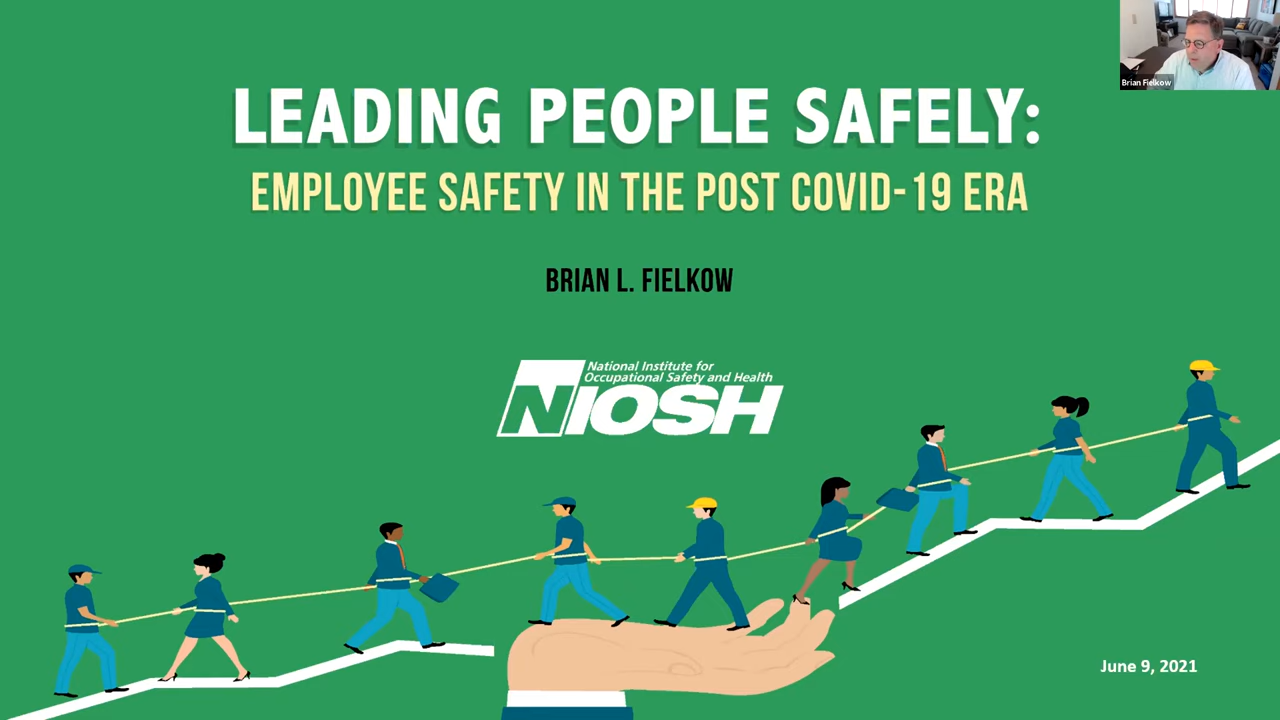 Brian Fielkow
LEADING PEOPLE SAFELY:
EMPLOYEE SAFETY IN THE POST COVID-19 ERA
BRIAN L. FIELKOW
National Institute for
Occupational Safety and Health
NIOSH
June 9, 2021